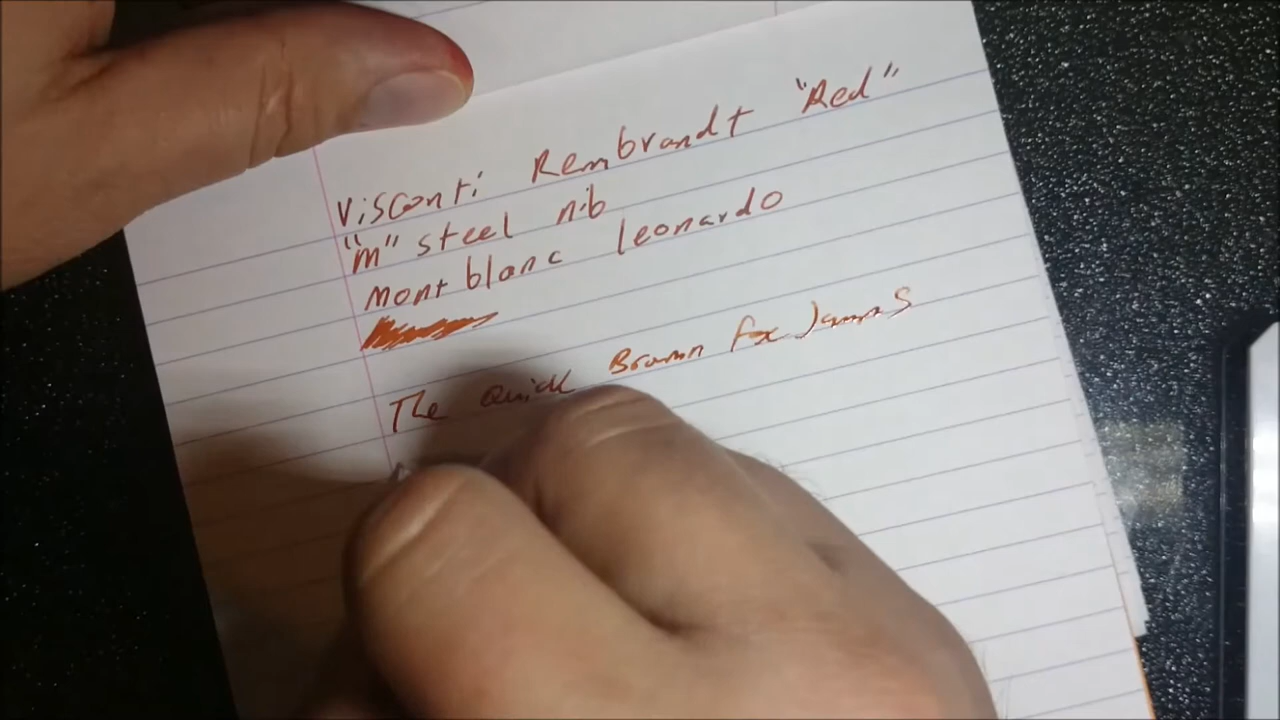 Visconti Rembrandt "Red"
"m" steel nib
mont blanc leonardo
The Quick Brown fox Jumps